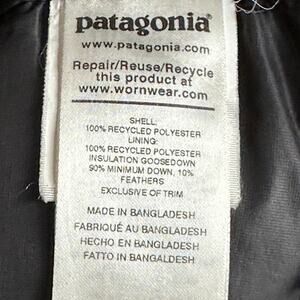 patagonia®
www.patagonia.com
Repair/Reuse/Recycle
this product at
www.wornwear.com
SHELL:
100% RECYCLED POLYESTER
LINING:
100% RECYCLED POLYESTER
INSULATION GOOSEDOWN
90% MINIMUM DOWN, 10%
FEATHERS
EXCLUSIVE OF TRIM
MADE IN BANGLADESH
FABRIQUÉ AU BANGLADESH
HECHO EN BANGLADESH
FATTO IN BANGALDESH